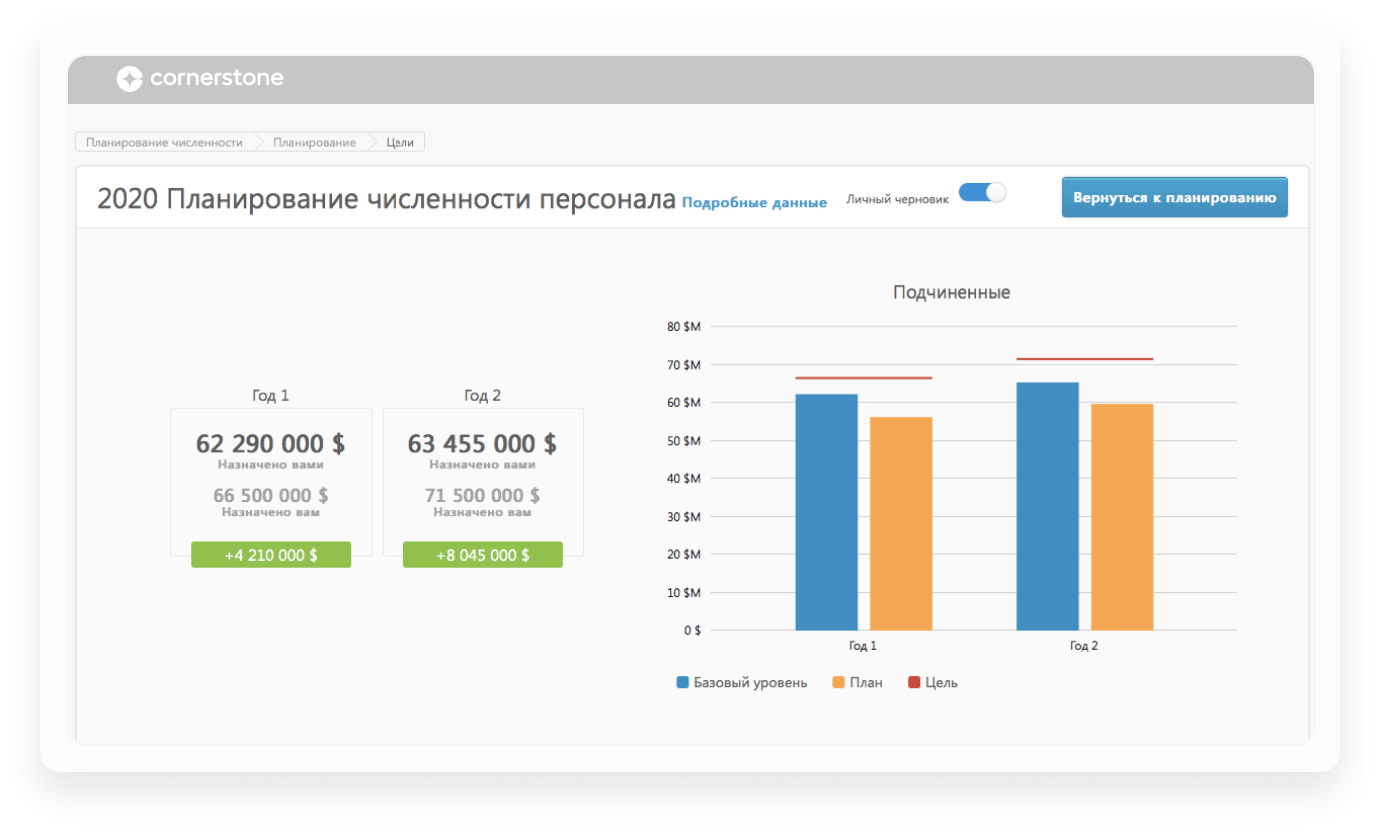 cornerstone
Планирование численности Планирование Цели
2020 Планирование численности персонала Подробные данные Личный черновик Вернуться к планированию
Год 1
62 290 000 $
Назначено вами
66 500 000 $
Назначено вам
+4 210 000 $
Год 2
63 455 000 $
Назначено вами
71 500 000 $
Назначено вам
+8 045 000 $
Подчиненные
80 $M
70 $M
60 $M
50 $M
40 $M
30 $M
20 $M
10 $M
0 $
Год 1 Год 2
Базовый уровень План Цель